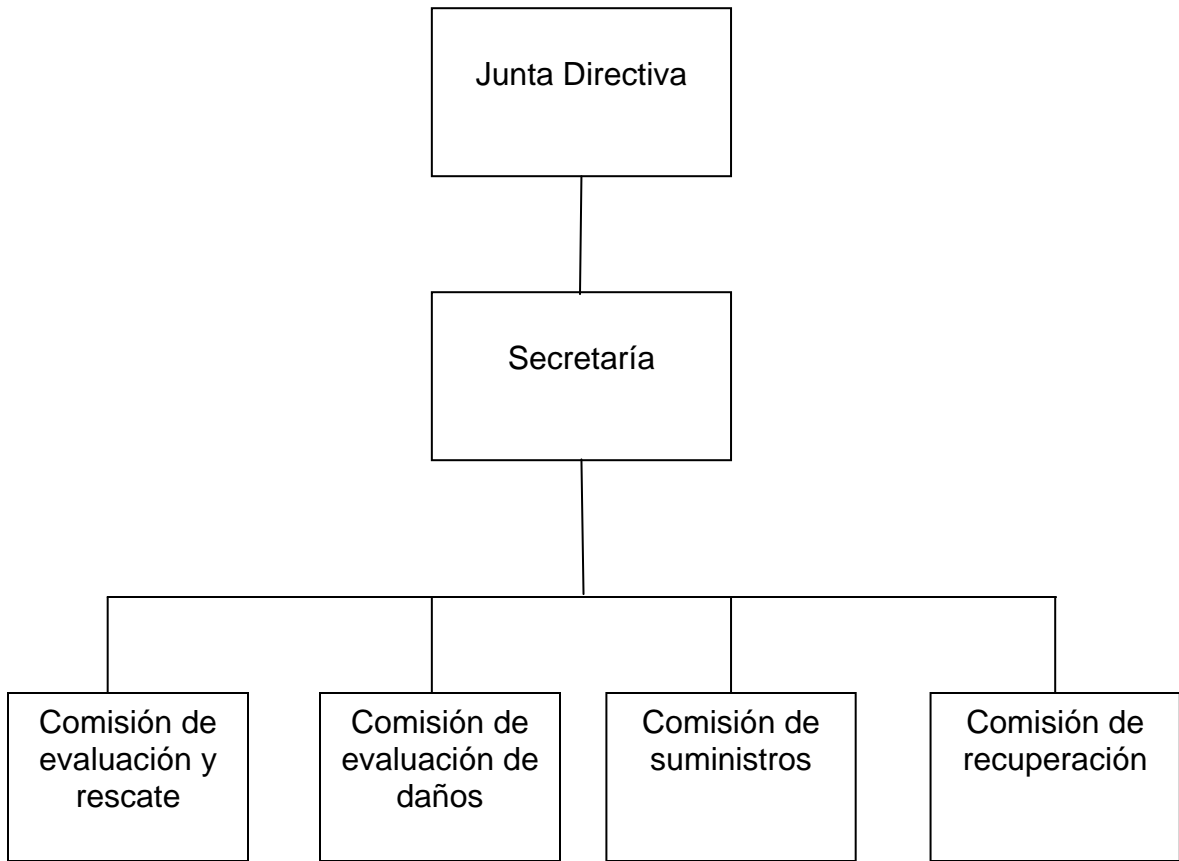 Junta Directiva
Secretaría
Comisión de
evaluación y
rescate
Comisión de
evaluación de
daños
Comisión de
suministros
Comisión de
recuperación